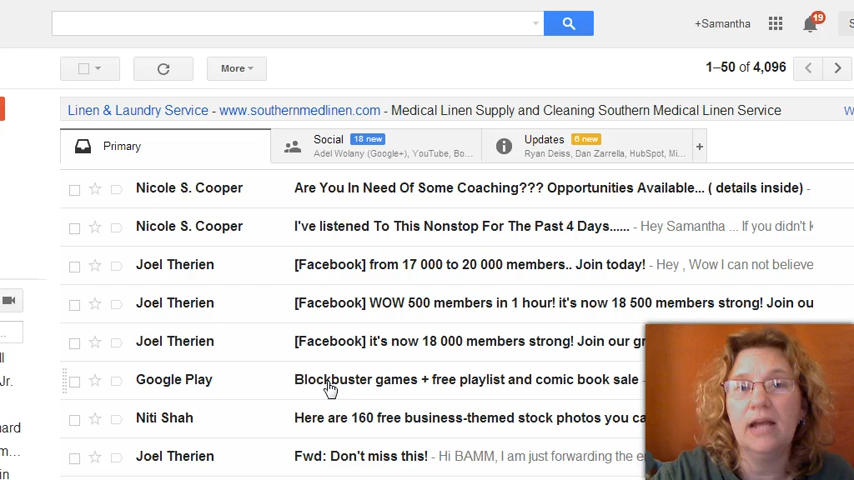 +Samantha
19
S
More
1–50 of 4,096
Linen & Laundry Service - www.southernmedlinen.com - Medical Linen Supply and Cleaning Southern Medical Linen Service
Primary
Social 18 new
Adel Wolany (Google+), YouTube, Bo...
Updates 6 new
Ryan Deiss, Dan Zarrella, HubSpot, Mi...
+
Nicole S. Cooper Are You In Need Of Some Coaching??? Opportunities Available... ( details inside) -
Nicole S. Cooper I've listened To This Nonstop For The Past 4 Days...... - Hey Samantha ... If you didn't
Joel Therien [Facebook] from 17 000 to 20 000 members.. Join today! - Hey , Wow I can not believe
Joel Therien [Facebook] WOW 500 members in 1 hour! it's now 18 500 members strong! Join ou
Joel Therien [Facebook] it's now 18 000 members strong! Join our gr
Google Play Blockbuster games + free playlist and comic book sale -
Jr.
Niti Shah Here are 160 free business-themed stock photos you ca
hard
m...
Joel Therien Fwd: Don't miss this! - Hi BAMM, I am just forwarding the e
in